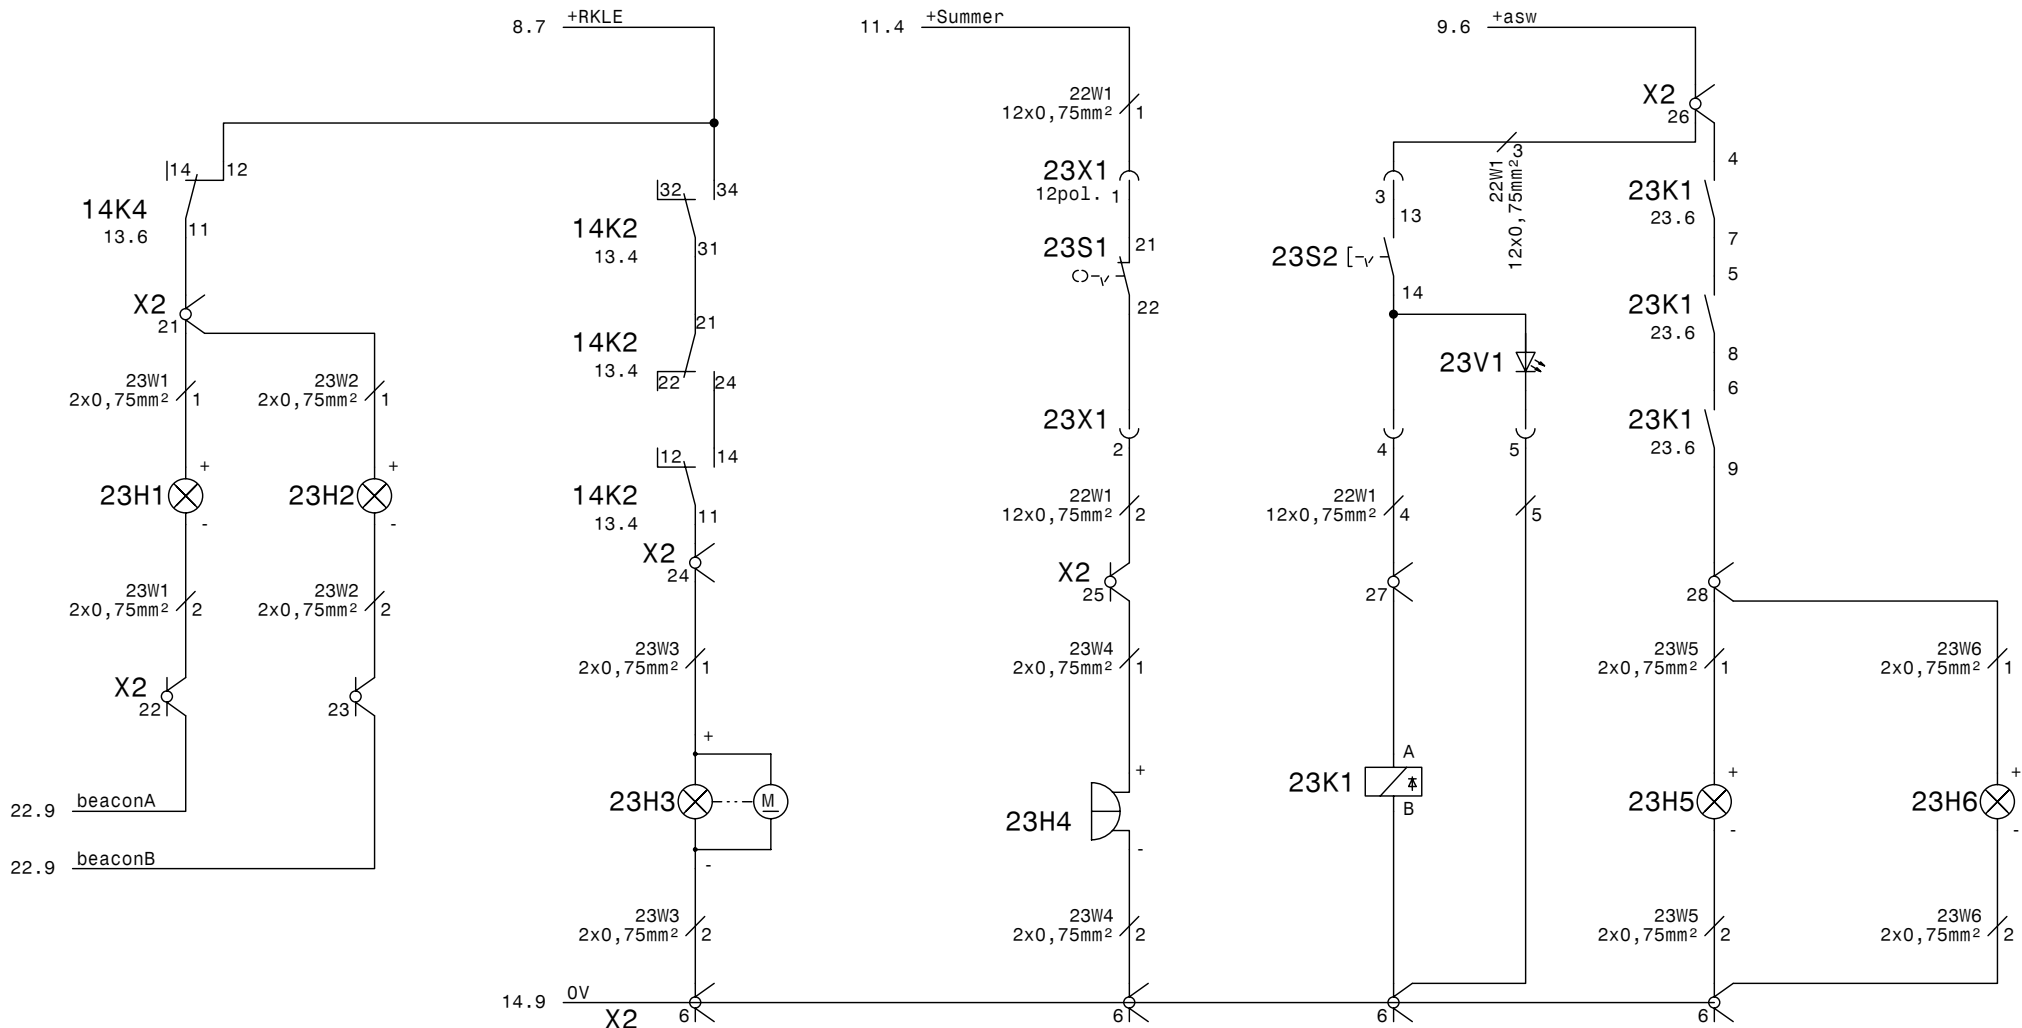 8.7 +RKLE
11.4 +Summer
9.6 +asw
22W1
12x0,75mm² 1
X2
26
14 12
14K4
13.6
11
32 34
14K2
13.4
31
23X1
12pol. 1
23S1 21
22
3
13
23S2
14
22W1 3
12x0,75mm²
4
23K1
23.6
7
5
23K1
23.6
8
6
23K1
23.6
9
X2
21
21
14K2
13.4
22 24
23V1
23W1
2x0,75mm² 1
23W2
2x0,75mm² 1
12 14
14K2
13.4
11
23X1
2
4
5
+
23H1
-
+
23H2
-
22W1
12x0,75mm² 2
22W1
12x0,75mm² 4
5
X2
24
X2
25
27
28
23W1
2x0,75mm² 2
23W2
2x0,75mm² 2
23W3
2x0,75mm² 1
23W4
2x0,75mm² 1
23W5
2x0,75mm² 1
23W6
2x0,75mm² 1
X2
22
23
+
23H3 M
-
+
23H4
-
A
23K1
B
+
23H5
-
+
23H6
-
22.9 beaconA
22.9 beaconB
23W3
2x0,75mm² 2
23W4
2x0,75mm² 2
23W5
2x0,75mm² 2
23W6
2x0,75mm² 2
14.9 0V
X2 6 6 6 6